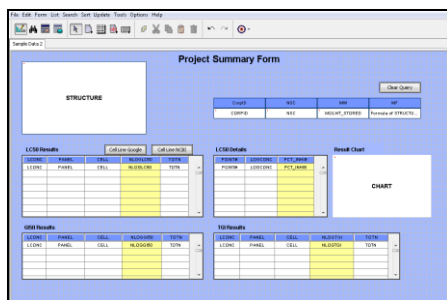 File Edit Form List Search Sort Update Tools Options Help
Sample Data 2
Project Summary Form
STRUCTURE
Clear Query
CorpID NSC MW MF
CORPID NSC MOLWT_STORED Formula of STRUCTU...
LC50 Results Cell Line-Google Cell Line-NCBI LC50 Details Result Chart
LCONC PANEL CELL NLOGLC50 TOTN POINT# LOGCONC PCT_INHIB
LCONC PANEL CELL NLOGLC50 TOTN POINT# LOGCONC PCT_INHIB
CHART
GI50 Results TGI Results
LCONC PANEL CELL NLOGGI50 TOTN LCONC PANEL CELL NLOGTGI TOTN
LCONC PANEL CELL NLOGGI50 TOTN LCONC PANEL CELL NLOGTGI TOTN